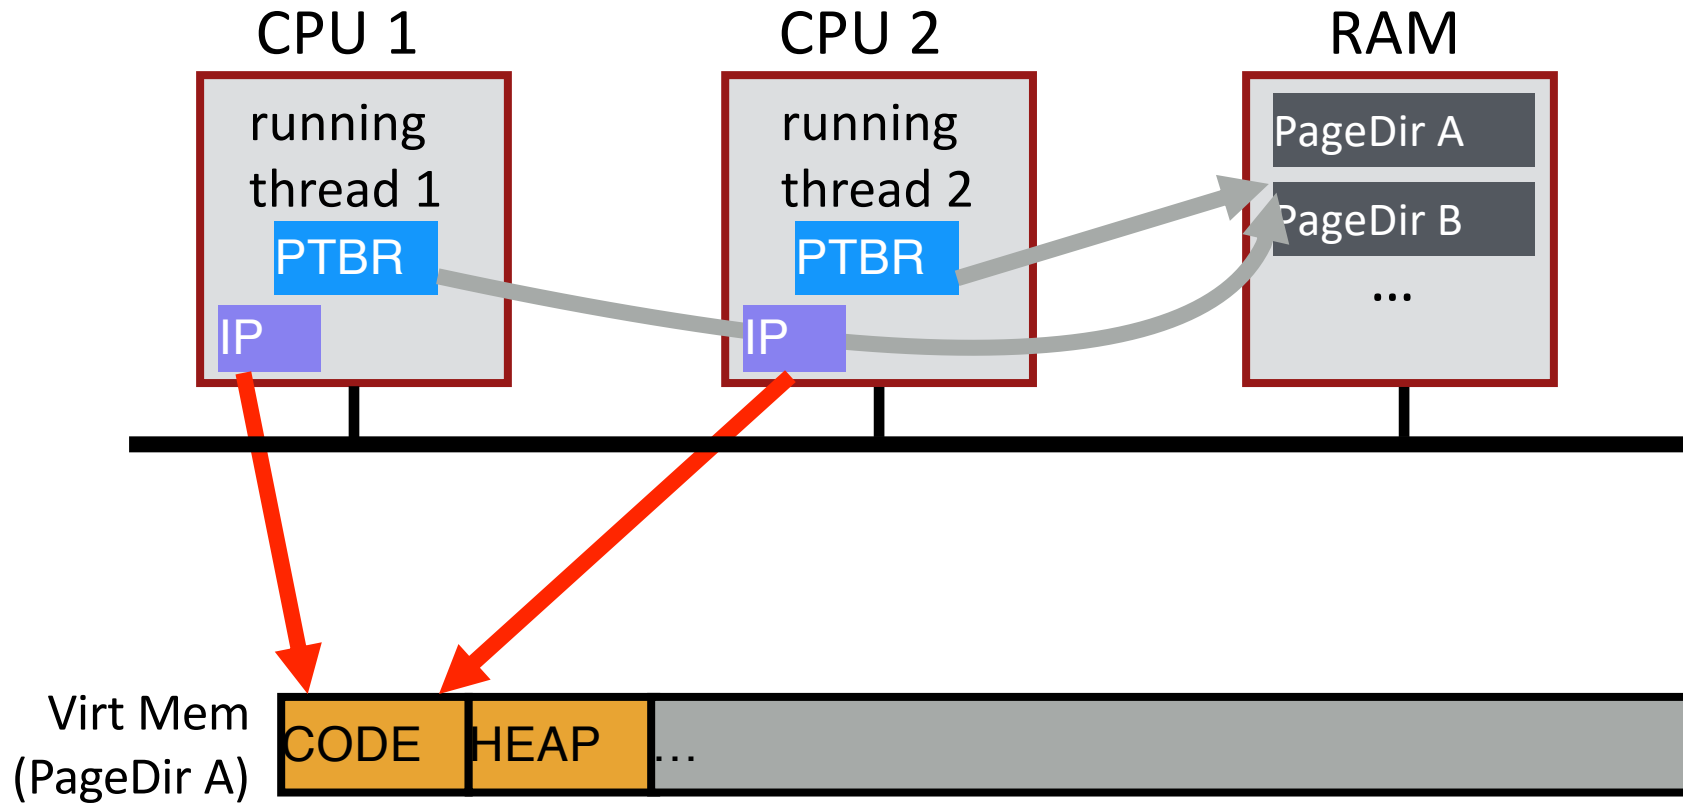 CPU 1
CPU 2
RAM
running
thread 1
PTBR
IP
running
thread 2
PTBR
IP
PageDir A
PageDir B
...
Virt Mem
(PageDir A)
CODE
HEAP
...